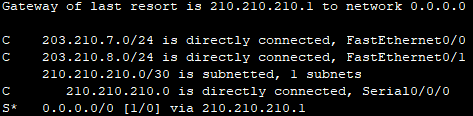 Gateway of last resort is 210.210.210.1 to network 0.0.0.0
C    203.210.7.0/24 is directly connected, FastEthernet0/0
C    203.210.8.0/24 is directly connected, FastEthernet0/1
     210.210.210.0/30 is subnetted, 1 subnets
C       210.210.210.0 is directly connected, Serial0/0/0
S*   0.0.0.0/0 [1/0] via 210.210.210.1